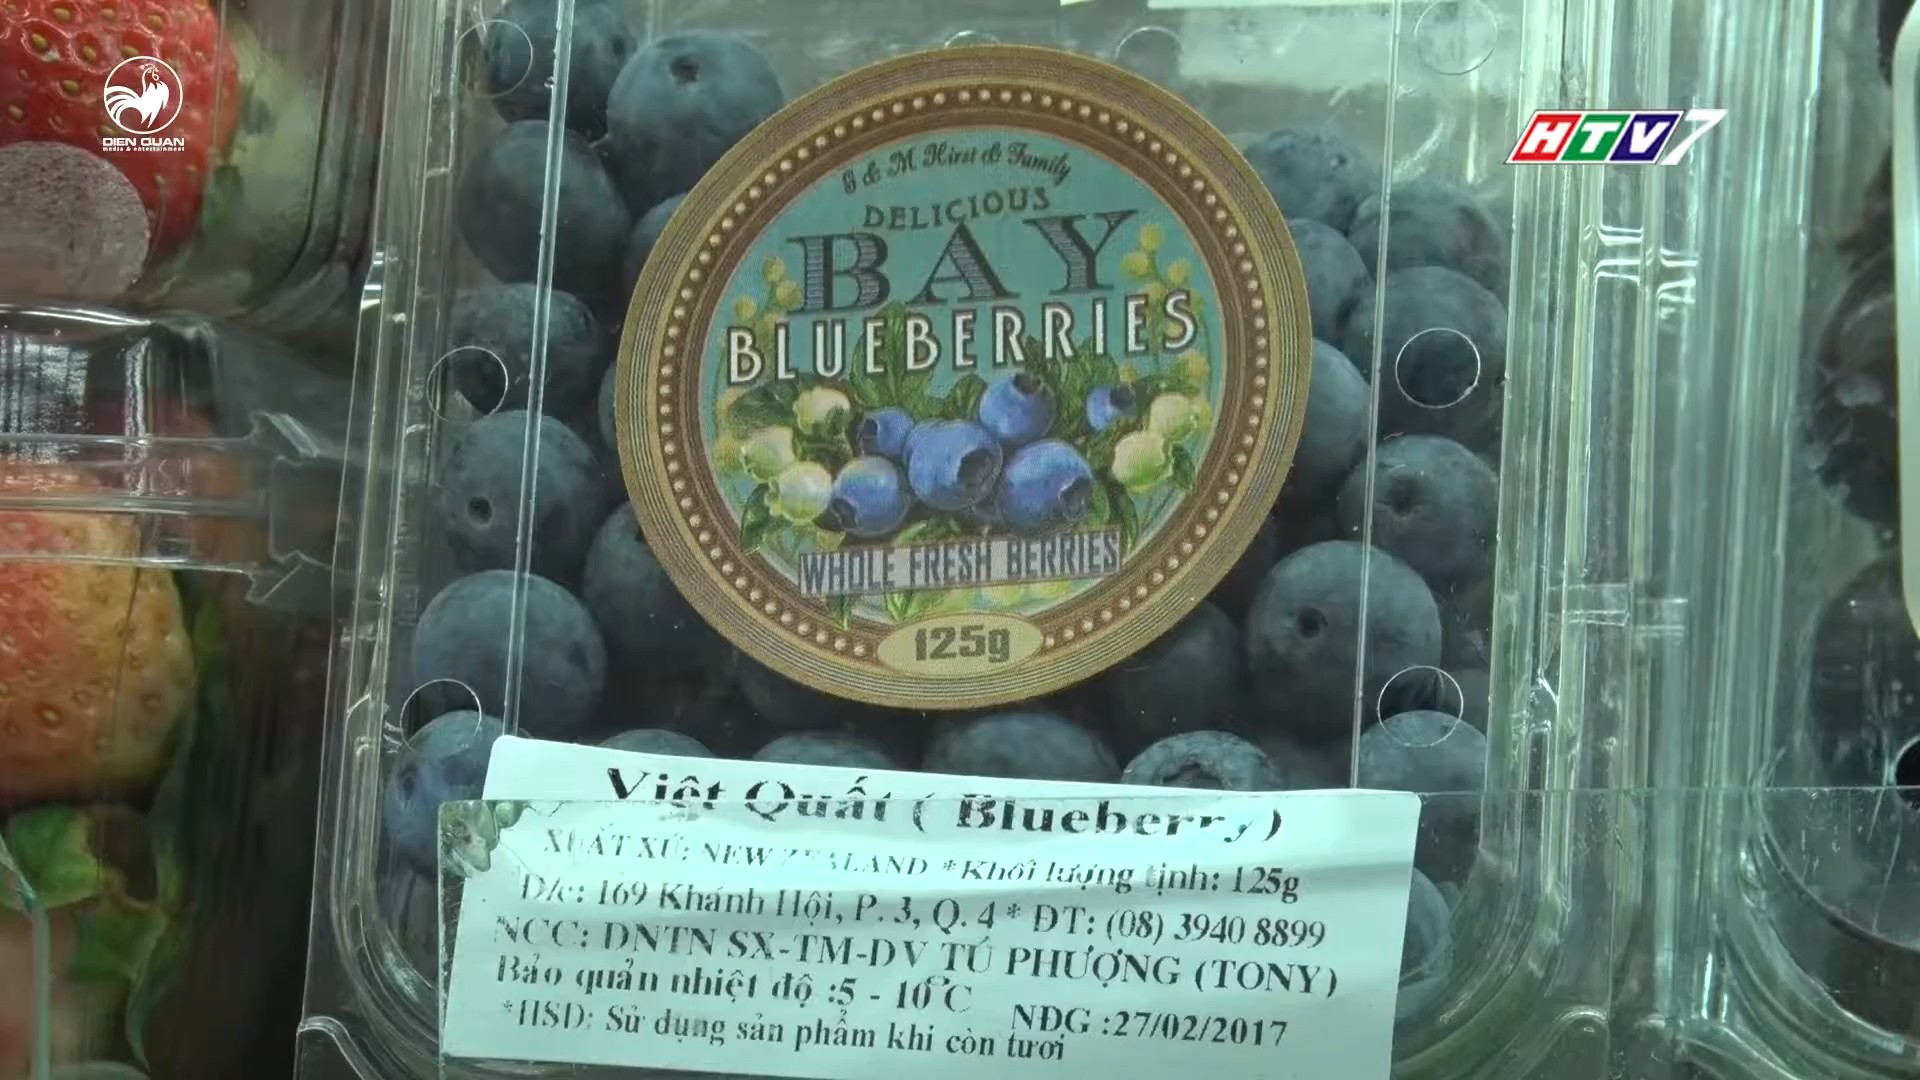 DIEN QUAN
media & entertainment
HTV7
J & M Hirst & Family
DELICIOUS
BAY
BLUEBERRIES
WHOLE FRESH BERRIES
125g
Việt Quất ( Blueberry)
XUẤT XỨ: NEW ZEALAND *Khối lượng tịnh: 125g
Đ/c: 169 Khánh Hội, P. 3, Q. 4 * ĐT: (08) 3940 8899
NCC: DNTN SX-TM-DV TÚ PHƯỢNG (TONY)
Bảo quản nhiệt độ :5 - 10°C NĐG :27/02/2017
*HSD: Sử dụng sản phẩm khi còn tươi